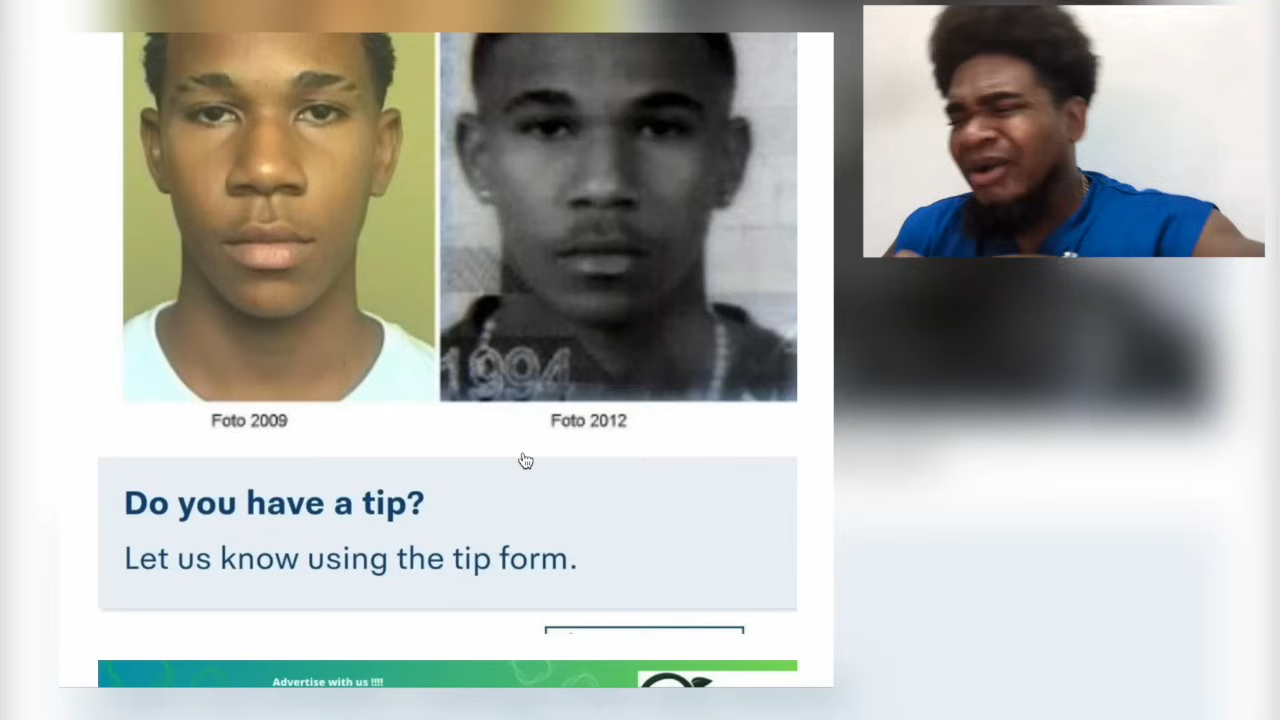 1994
Foto 2009
Foto 2012
Do you have a tip?
Let us know using the tip form.
Advertise with us !!!!